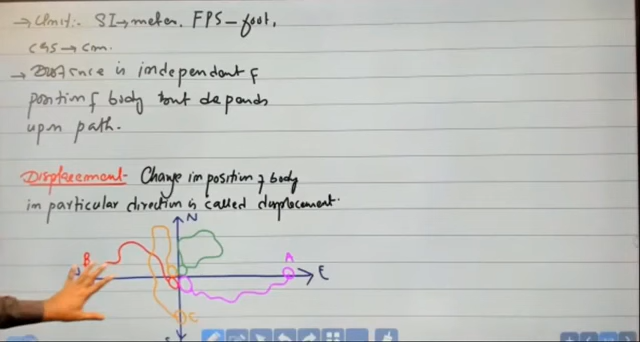 → Unit:- SI→meter. FPS—foot,
CGS→cm.
→ Distance is independent of
position of body but depends
upon path.
Displacement- Change in position of body
in particular direction is called displacement.
N
B
A
E
C
S